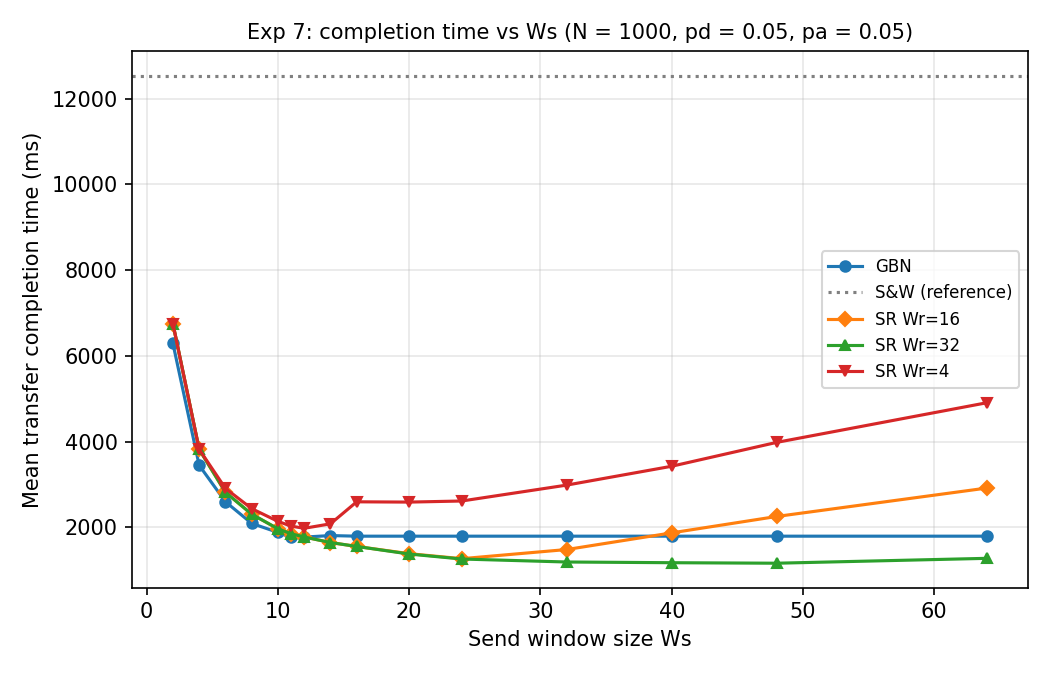 Exp 7: completion time vs Ws (N = 1000, pd = 0.05, pa = 0.05)
Mean transfer completion time (ms)
12000
10000
8000
6000
4000
2000
GBN
S&W (reference)
SR Wr=16
SR Wr=32
SR Wr=4
0 10 20 30 40 50 60
Send window size Ws